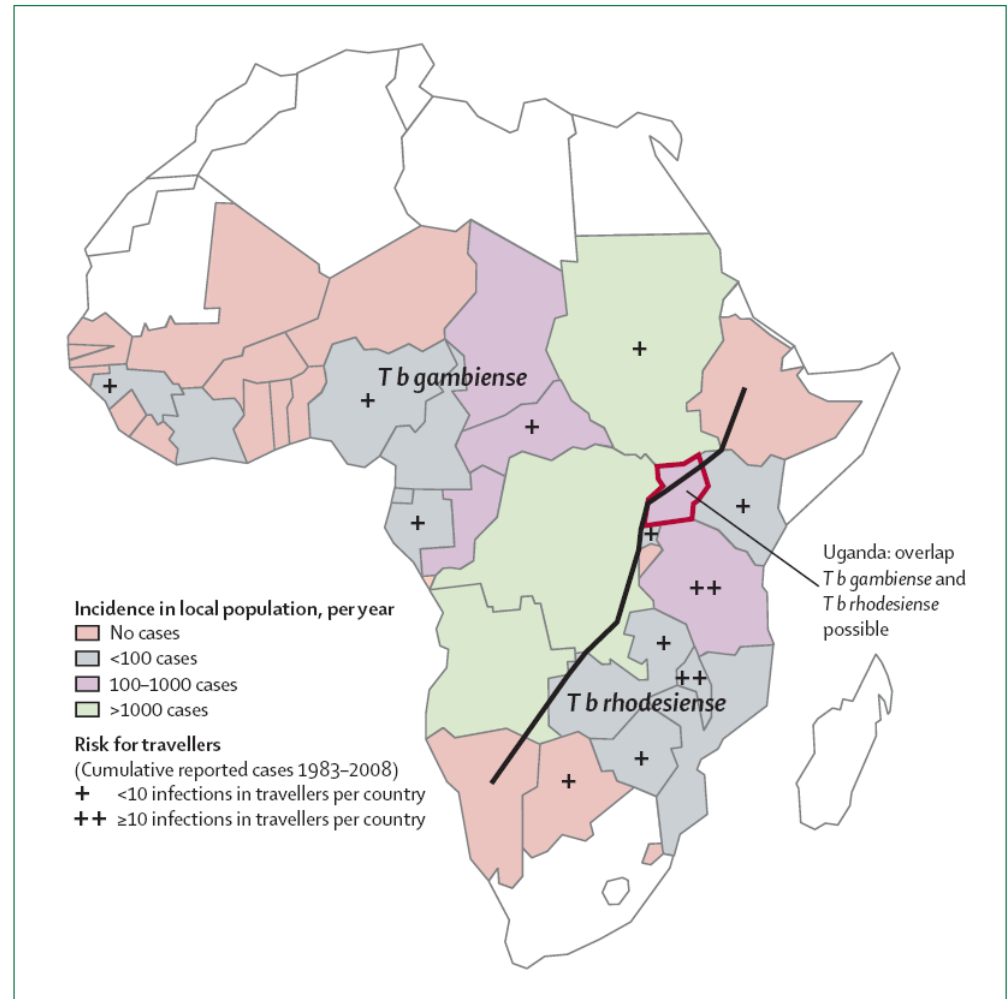 T b gambiense
+
+
+
+
+
+
+
Uganda: overlap
T b gambiense and
T b rhodesiense
possible
++
+
++
T b rhodesiense
+
+
Incidence in local population, per year
No cases
<100 cases
100–1000 cases
>1000 cases
Risk for travellers
(Cumulative reported cases 1983–2008)
+ <10 infections in travellers per country
++ ≥10 infections in travellers per country